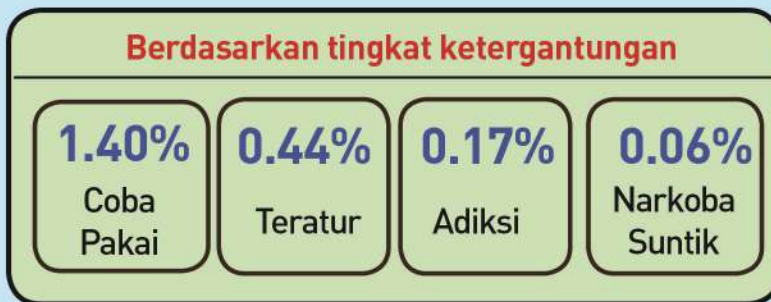 Berdasarkan tingkat ketergantungan
1.40%
Coba
Pakai
0.44%
Teratur
0.17%
Adiksi
0.06%
Narkoba
Suntik